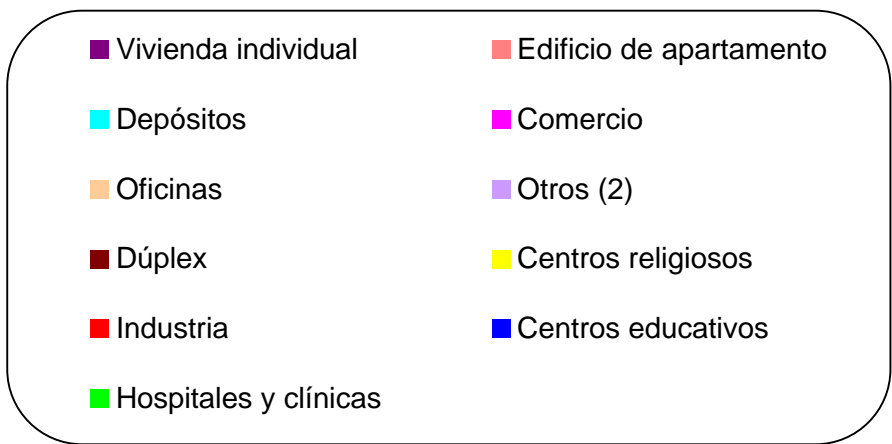 Vivienda individual
Edificio de apartamento
Depósitos
Comercio
Oficinas
Otros (2)
Dúplex
Centros religiosos
Industria
Centros educativos
Hospitales y clínicas